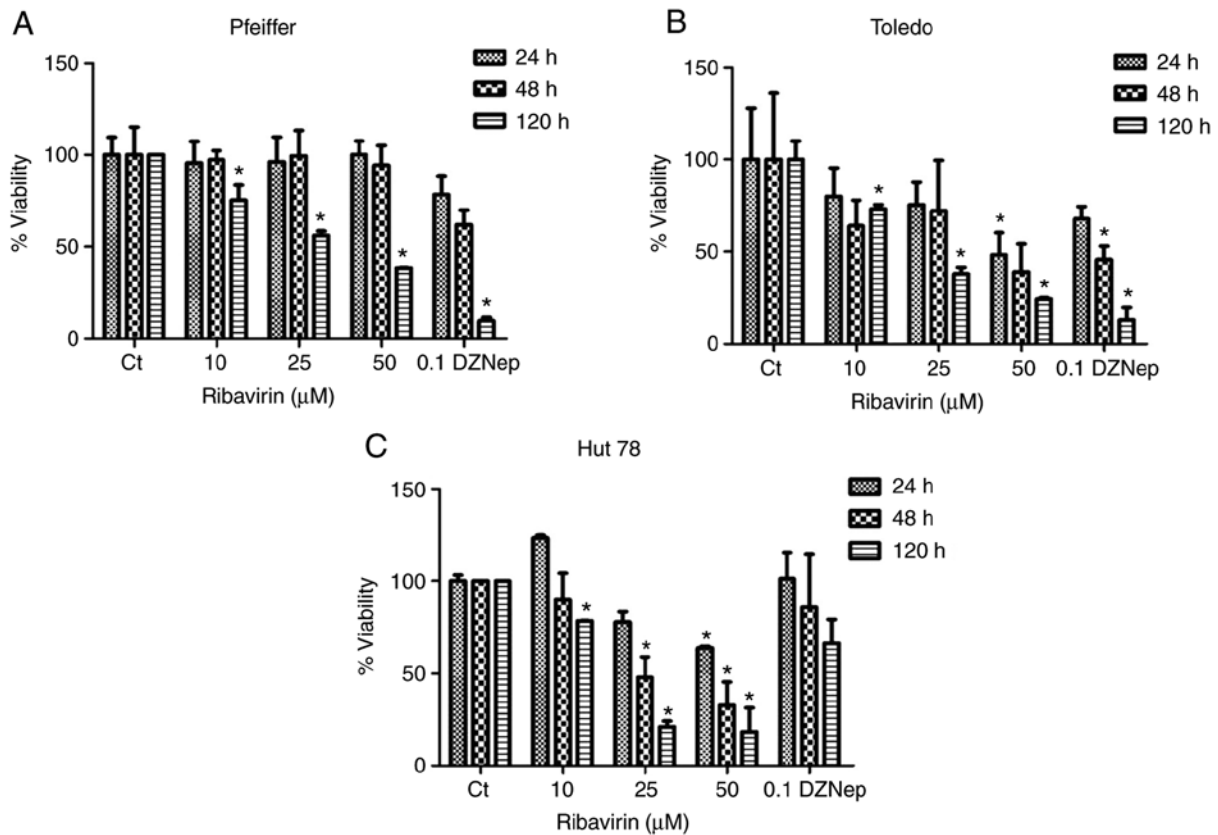 A
Pfeiffer
24 h
48 h
120 h
150
100
50
0
% Viability
*
*
*
*
Ct
10
25
50
0.1 DZNep
Ribavirin (μM)
B
Toledo
24 h
48 h
120 h
150
100
50
0
% Viability
*
*
*
*
*
*
Ct
10
25
50
0.1 DZNep
Ribavirin (μM)
C
Hut 78
24 h
48 h
120 h
150
100
50
0
% Viability
*
*
*
*
*
*
Ct
10
25
50
0.1 DZNep
Ribavirin (μM)